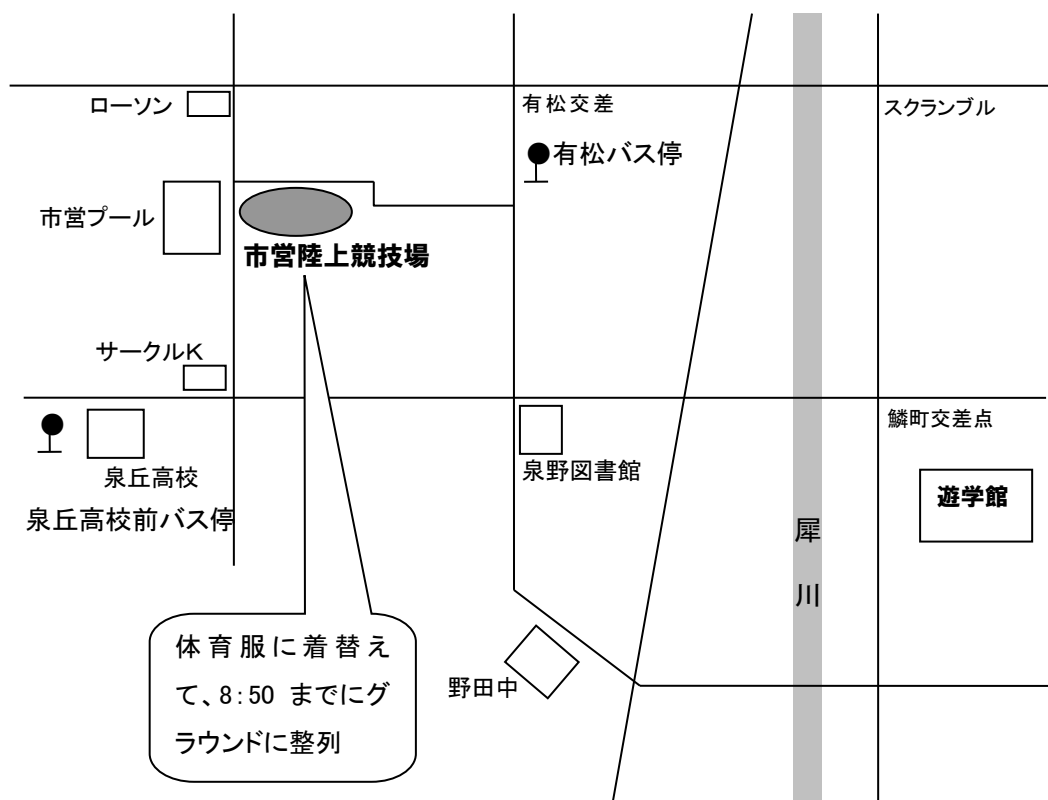 ローソン
有松交差
スクランブル
有松バス停
市営プール
市営陸上競技場
サークルK
鱗町交差点
泉丘高校
泉野図書館
遊学館
泉丘高校前バス停
犀
川
体育服に着替え
て、8:50 までにグ
ラウンドに整列
野田中